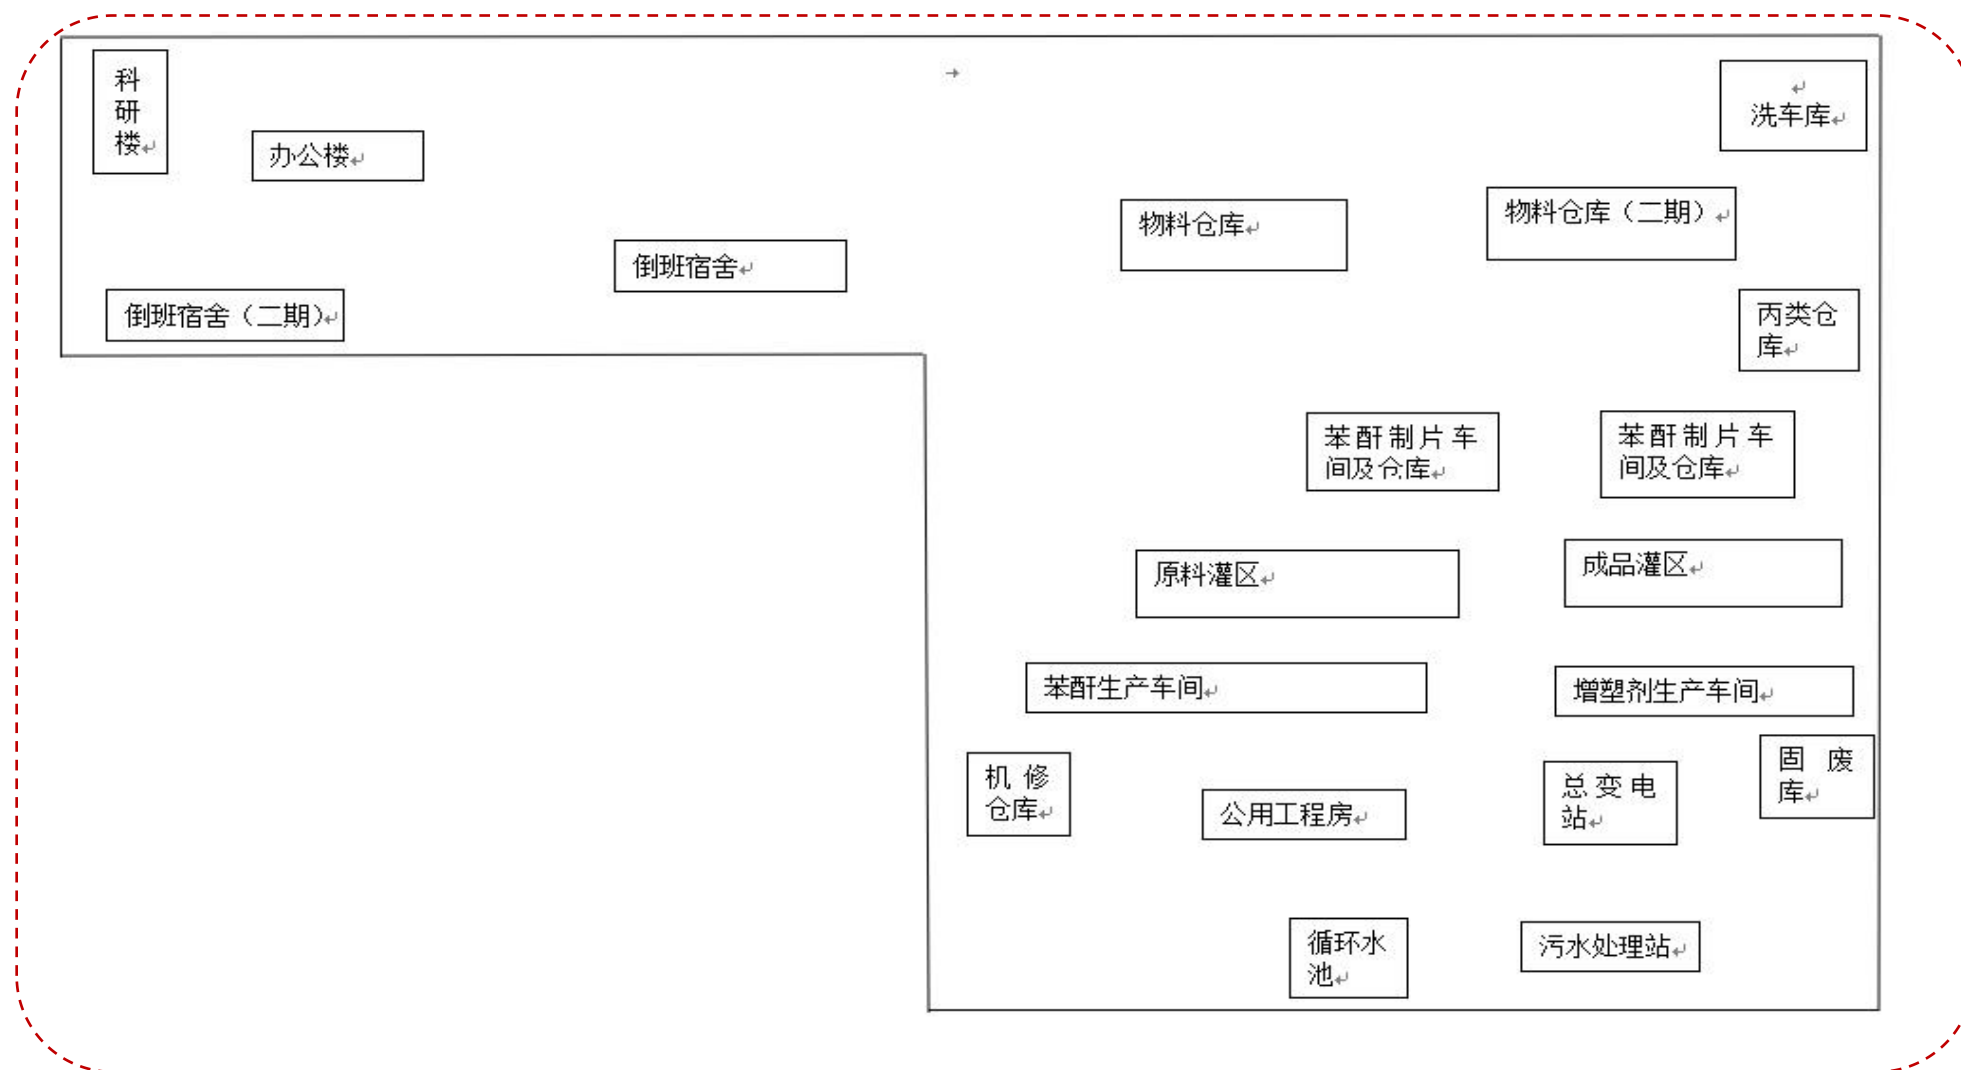 科
研
楼
办公楼
洗车库
物料仓库
物料仓库（二期）
倒班宿舍
倒班宿舍（二期）
丙类仓
库
苯酐制片车
间及仓库
苯酐制片车
间及仓库
原料灌区
成品灌区
苯酐生产车间
增塑剂生产车间
机修
仓库
公用工程房
总变电
站
固废
库
循环水
池
污水处理站